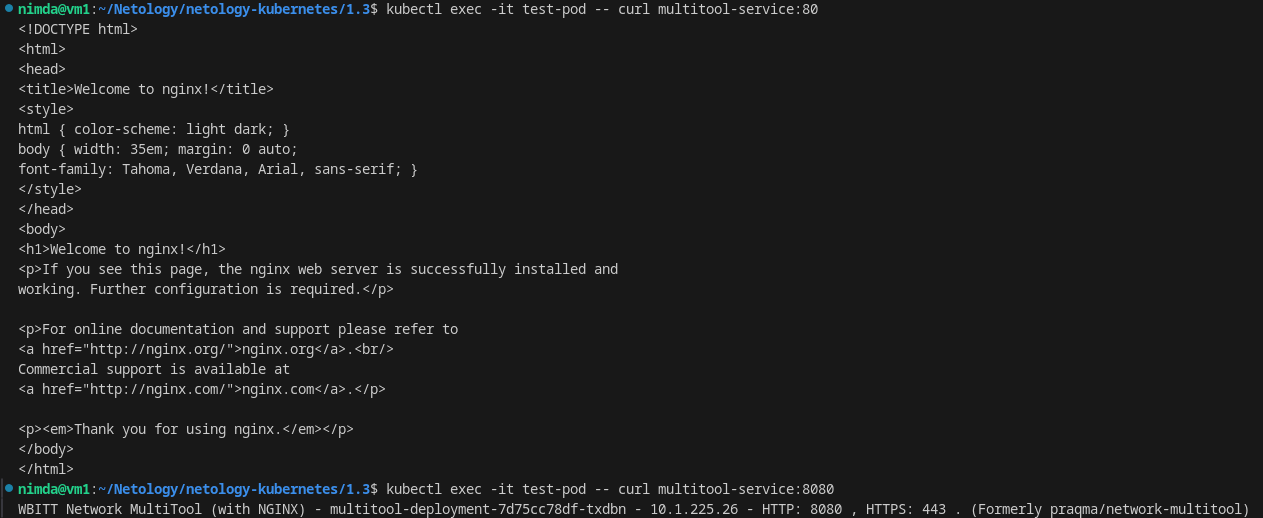 nimda@vm1:~/Netology/netology-kubernetes/1.3$ kubectl exec -it test-pod -- curl multitool-service:80
<!DOCTYPE html>
<html>
<head>
<title>Welcome to nginx!</title>
<style>
html { color-scheme: light dark; }
body { width: 35em; margin: 0 auto;
font-family: Tahoma, Verdana, Arial, sans-serif; }
</style>
</head>
<body>
<h1>Welcome to nginx!</h1>
<p>If you see this page, the nginx web server is successfully installed and
working. Further configuration is required.</p>

<p>For online documentation and support please refer to
<a href="http://nginx.org/">nginx.org</a>.<br/>
Commercial support is available at
<a href="http://nginx.com/">nginx.com</a>.</p>

<p><em>Thank you for using nginx.</em></p>
</body>
</html>
nimda@vm1:~/Netology/netology-kubernetes/1.3$ kubectl exec -it test-pod -- curl multitool-service:8080
WBITT Network MultiTool (with NGINX) - multitool-deployment-7d75cc78df-txdbn - 10.1.225.26 - HTTP: 8080 , HTTPS: 443 . (Formerly praqma/network-multitool)